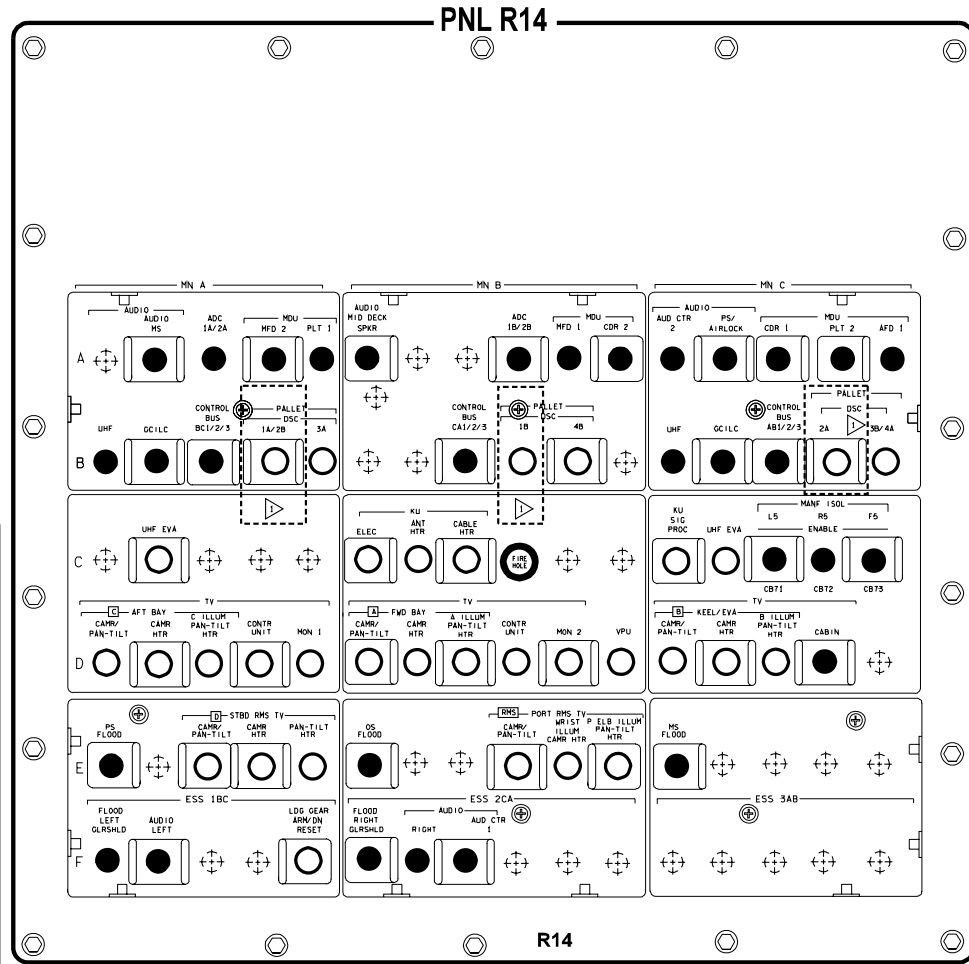 PNL R14
MN A
MN B
MN C
AUDIO
AUDIO
MS
ADC
1A/2A
MDU
MFD 2
PLT 1
AUDIO
MID DECK
SPKR
ADC
1B/2B
MDU
MFD 1
CDR 2
AUDIO
AUD CTR
2
PS/
AIRLOCK
MDU
CDR 1
PLT 2
AFD 1
A
CONTROL
BUS
BC1/2/3
PALLET
DSC
1A/2B
3A
UHF
GCILC
CONTROL
BUS
CA1/2/3
PALLET
DSC
1B
4B
UHF
GCILC
CONTROL
BUS
AB1/2/3
PALLET
DSC
2A
1
3B/4A
B
1
1
UHF EVA
KU
ELEC
ANT
HTR
CABLE
HTR
FIRE
HOLE
KU
SIG
PROC
UHF EVA
MANF ISOL
L5
R5
F5
ENABLE
CB71
CB72
CB73
C
TV
C AFT BAY
CAMR/
PAN-TILT
CAMR
HTR
C ILLUM
PAN-TILT
HTR
CONTR
UNIT
MON 1
TV
A FWD BAY
CAMR/
PAN-TILT
CAMR
HTR
A ILLUM
PAN-TILT
HTR
CONTR
UNIT
MON 2
VPU
TV
B KEEL/EVA
CAMR/
PAN-TILT
CAMR
HTR
B ILLUM
PAN-TILT
HTR
CABIN
D
PS
FLOOD
D STBD RMS TV
CAMR/
PAN-TILT
CAMR
HTR
PAN-TILT
HTR
OS
FLOOD
RMS PORT RMS TV
CAMR/
PAN-TILT
WRIST
ILLUM
CAMR HTR
P ELB ILLUM
PAN-TILT
HTR
MS
FLOOD
E
ESS 1BC
FLOOD
LEFT
GLRSHLD
AUDIO
LEFT
LDG GEAR
ARM/DN
RESET
ESS 2CA
FLOOD
RIGHT
GLRSHLD
AUDIO
RIGHT
AUD CTR
1
ESS 3AB
F
R14